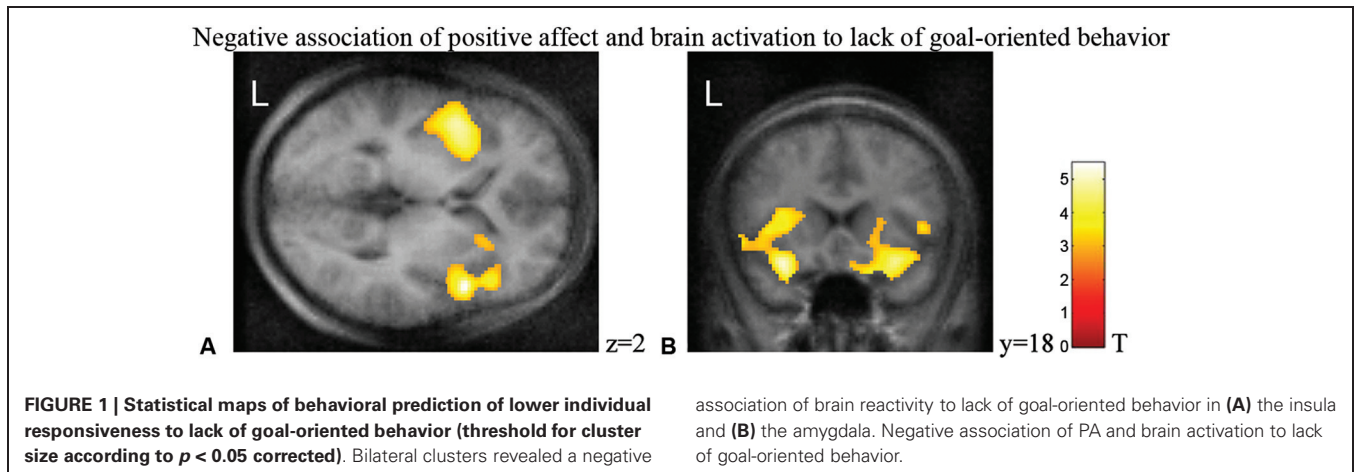 Negative association of positive affect and brain activation to lack of goal-oriented behavior
L
A
z=2
L
B
y=18
5
4
3
2
1
0
T
FIGURE 1 | Statistical maps of behavioral prediction of lower individual
responsiveness to lack of goal-oriented behavior (threshold for cluster
size according to p < 0.05 corrected). Bilateral clusters revealed a negative
association of brain reactivity to lack of goal-oriented behavior in (A) the insula
and (B) the amygdala. Negative association of PA and brain activation to lack
of goal-oriented behavior.